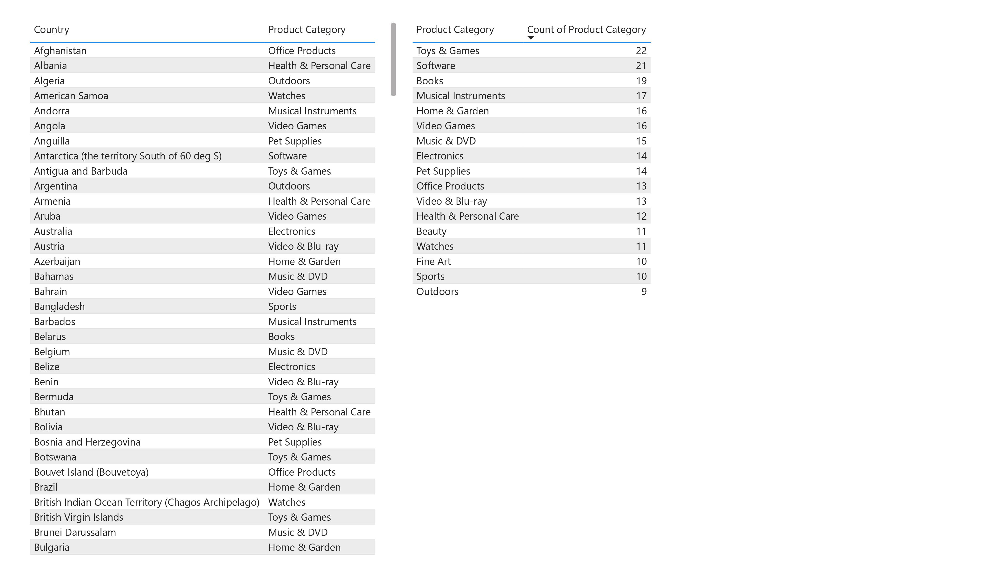 Country Product Category
Afghanistan Office Products
Albania Health & Personal Care
Algeria Outdoors
American Samoa Watches
Andorra Musical Instruments
Angola Video Games
Anguilla Pet Supplies
Antarctica (the territory South of 60 deg S) Software
Antigua and Barbuda Toys & Games
Argentina Outdoors
Armenia Health & Personal Care
Aruba Video Games
Australia Electronics
Austria Video & Blu-ray
Azerbaijan Home & Garden
Bahamas Music & DVD
Bahrain Video Games
Bangladesh Sports
Barbados Musical Instruments
Belarus Books
Belgium Music & DVD
Belize Electronics
Benin Video & Blu-ray
Bermuda Toys & Games
Bhutan Health & Personal Care
Bolivia Video & Blu-ray
Bosnia and Herzegovina Pet Supplies
Botswana Toys & Games
Bouvet Island (Bouvetoya) Office Products
Brazil Home & Garden
British Indian Ocean Territory (Chagos Archipelago) Watches
British Virgin Islands Toys & Games
Brunei Darussalam Music & DVD
Bulgaria Home & Garden
Product Category Count of Product Category
Toys & Games 22
Software 21
Books 19
Musical Instruments 17
Home & Garden 16
Video Games 16
Music & DVD 15
Electronics 14
Pet Supplies 14
Office Products 13
Video & Blu-ray 13
Health & Personal Care 12
Beauty 11
Watches 11
Fine Art 10
Sports 10
Outdoors 9